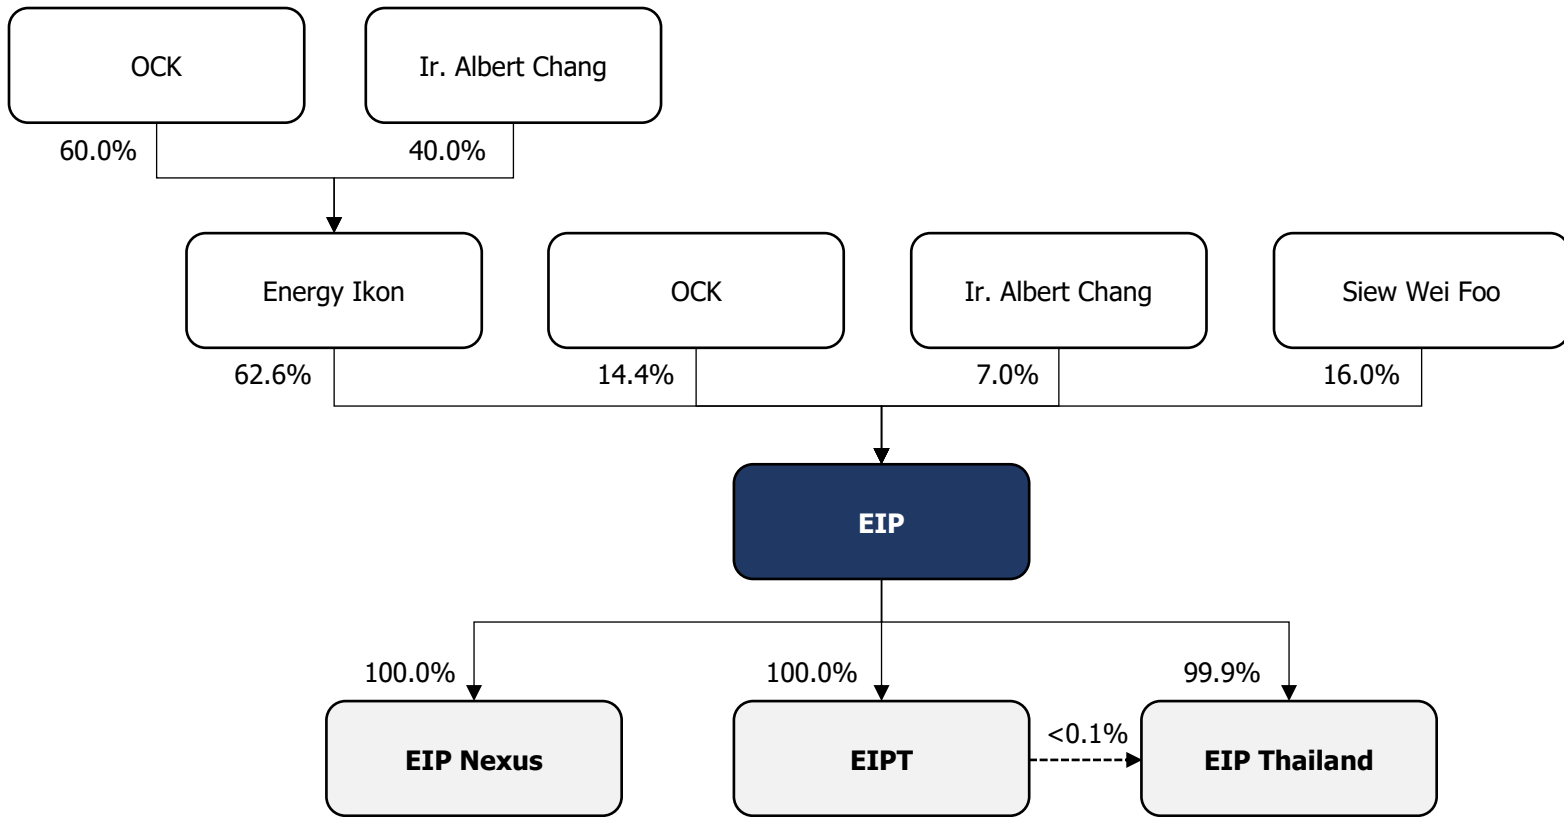 OCK
Ir. Albert Chang
60.0%
40.0%
Energy Ikon
OCK
Ir. Albert Chang
Siew Wei Foo
62.6%
14.4%
7.0%
16.0%
EIP
100.0%
100.0%
99.9%
EIP Nexus
EIPT
<0.1%
EIP Thailand